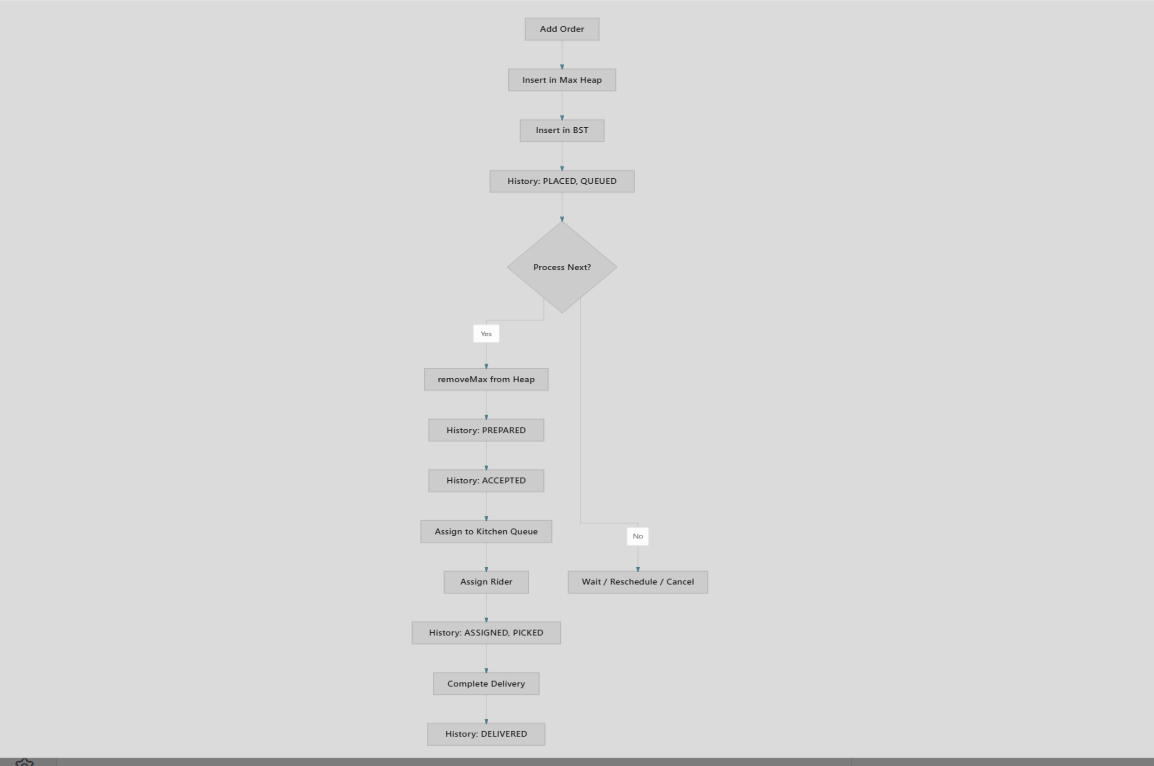 Add Order
Insert in Max Heap
Insert in BST
History: PLACED, QUEUED
Process Next?
Yes
removeMax from Heap
History: PREPARED
History: ACCEPTED
Assign to Kitchen Queue
No
Assign Rider
Wait / Reschedule / Cancel
History: ASSIGNED, PICKED
Complete Delivery
History: DELIVERED